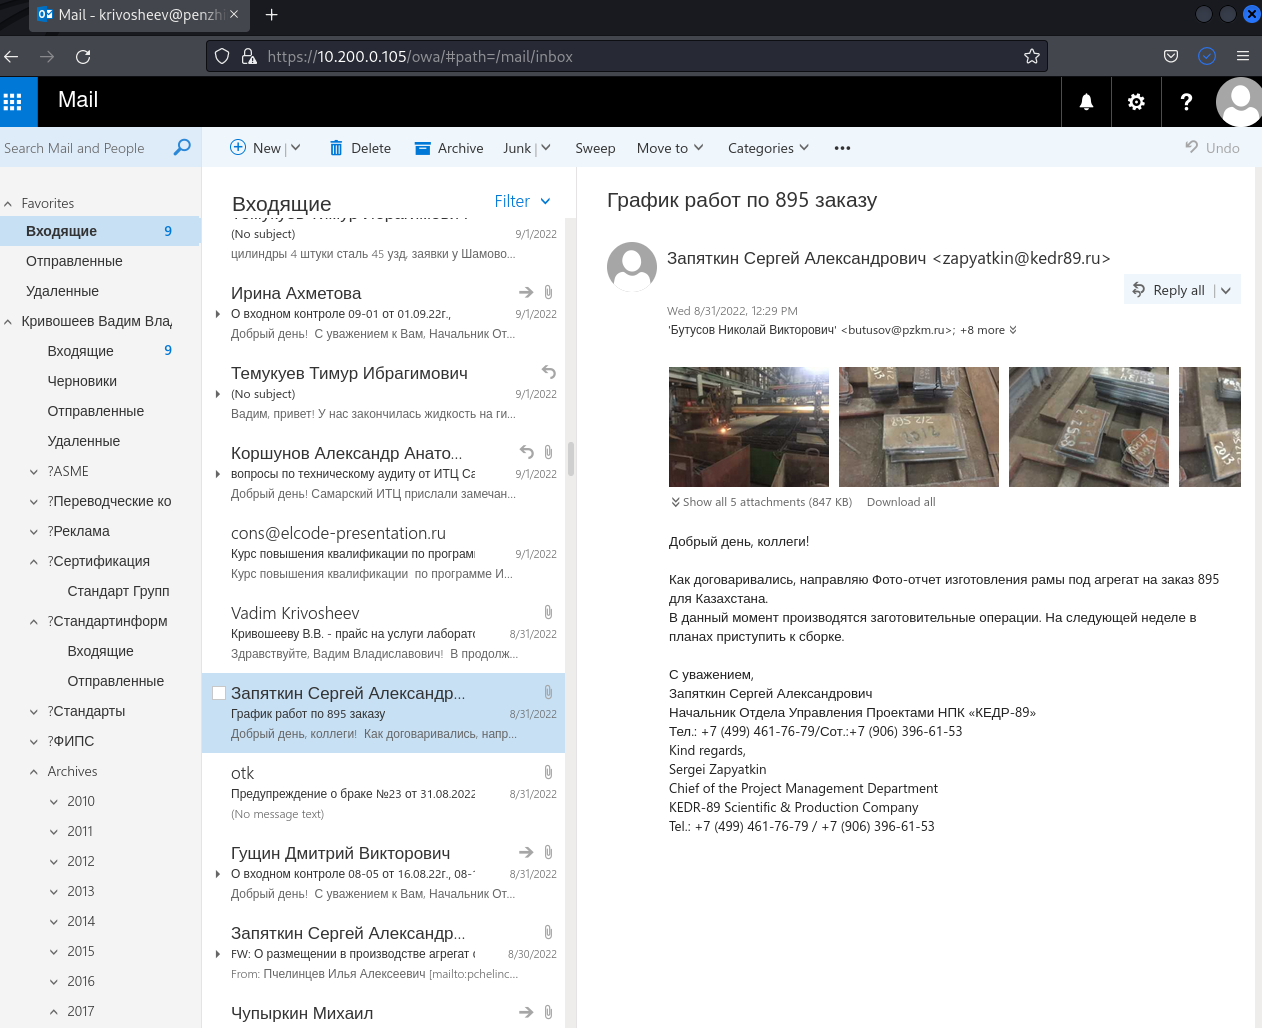 Mail - krivosheev@penzhi
https://10.200.0.105/owa/#path=/mail/inbox
Mail
Search Mail and People
New
Delete
Archive
Junk
Sweep
Move to
Categories
Undo
Favorites
Входящие 9
Отправленные
Удаленные
Кривошеев Вадим Влад
Входящие 9
Черновики
Отправленные
Удаленные
?ASME
?Переводческие ко
?Реклама
?Сертификация
Стандарт Групп
?Стандартинформ
Входящие
Отправленные
?Стандарты
?ФИПС
Archives
2010
2011
2012
2013
2014
2015
2016
2017
Входящие
Filter
Темукуев Тимур Ибрагимович
(No subject) 9/1/2022
цилиндры 4 штуки сталь 45 узд, заявки у Шамово...
Ирина Ахметова
О входном контроле 09-01 от 01.09.22г., 9/1/2022
Добрый день! С уважением к Вам, Начальник От...
Темукуев Тимур Ибрагимович
(No subject) 9/1/2022
Вадим, привет! У нас закончилась жидкость на ги...
Коршунов Александр Анато...
вопросы по техническому аудиту от ИТЦ Са 9/1/2022
Добрый день! Самарский ИТЦ прислали замечан...
cons@elcode-presentation.ru
Курс повышения квалификации по програм 9/1/2022
Курс повышения квалификации по программе И...
Vadim Krivosheev
Кривошееву В.В. - прайс на услуги лаборато 8/31/2022
Здравствуйте, Вадим Владиславович! В продолж...
Запяткин Сергей Александр...
График работ по 895 заказу 8/31/2022
Добрый день, коллеги! Как договаривались, напр...
otk
Предупреждение о браке №23 от 31.08.2022 8/31/2022
(No message text)
Гущин Дмитрий Викторович
О входном контроле 08-05 от 16.08.22г., 08- 8/31/2022
Добрый день! С уважением к Вам, Начальник От...
Запяткин Сергей Александр...
FW: О размещении в производстве агрегат 8/30/2022
From: Пчелинцев Илья Алексеевич [mailto:pchelinc...
Чупыркин Михаил
График работ по 895 заказу
Запяткин Сергей Александрович <zapyatkin@kedr89.ru>
Reply all
Wed 8/31/2022, 12:29 PM
'Бутусов Николай Викторович' <butusov@pzkm.ru>; +8 more
Show all 5 attachments (847 KB) Download all
Добрый день, коллеги!
Как договаривались, направляю Фото-отчет изготовления рамы под агрегат на заказ 895
для Казахстана.
В данный момент производятся заготовительные операции. На следующей неделе в
планах приступить к сборке.
С уважением,
Запяткин Сергей Александрович
Начальник Отдела Управления Проектами НПК «КЕДР-89»
Тел.: +7 (499) 461-76-79/Сот.:+7 (906) 396-61-53
Kind regards,
Sergei Zapyatkin
Chief of the Project Management Department
KEDR-89 Scientific & Production Company
Tel.: +7 (499) 461-76-79 / +7 (906) 396-61-53